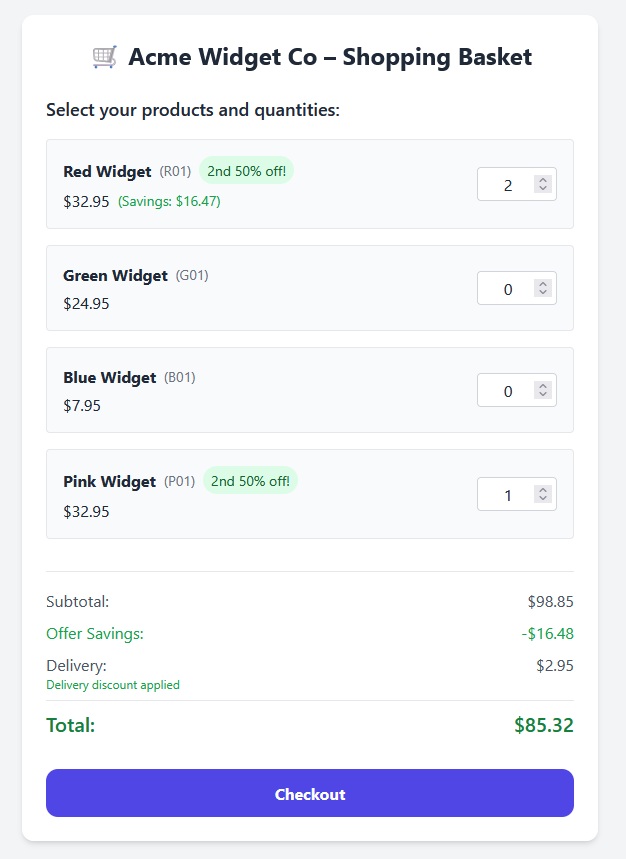 🛒 Acme Widget Co – Shopping Basket
Select your products and quantities:
Red Widget (R01) 2nd 50% off!
$32.95 (Savings: $16.47)
2
Green Widget (G01)
$24.95
0
Blue Widget (B01)
$7.95
0
Pink Widget (P01) 2nd 50% off!
$32.95
1
Subtotal: $98.85
Offer Savings: -$16.48
Delivery: $2.95
Delivery discount applied
Total: $85.32
Checkout